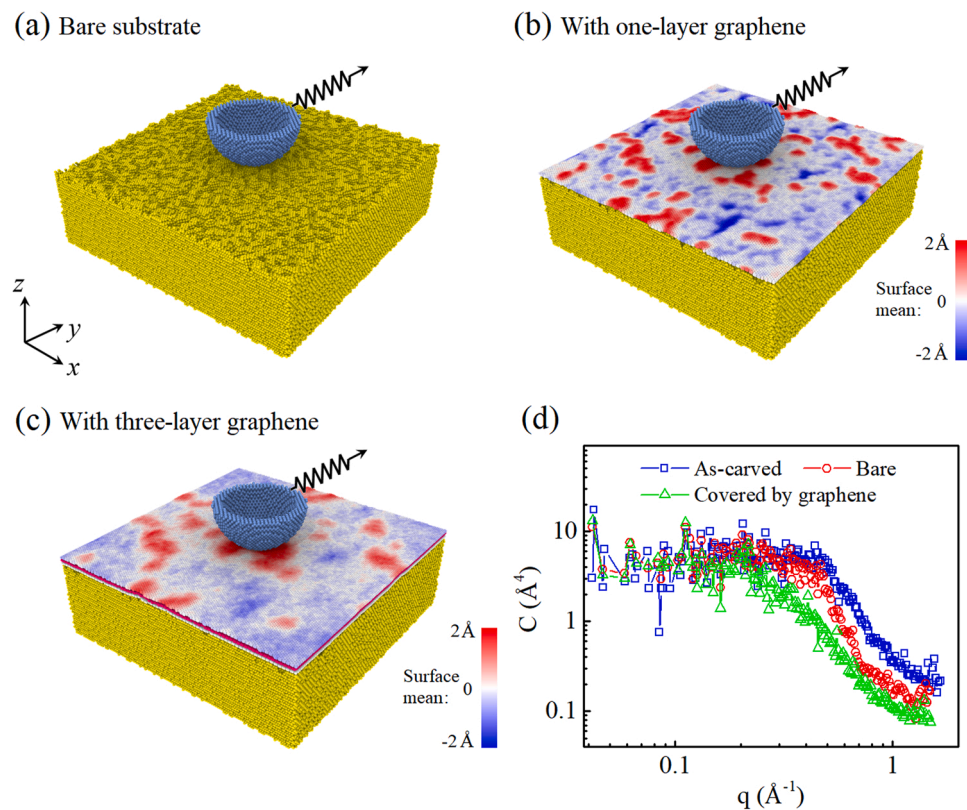 (a) Bare substrate
(b) With one-layer graphene
z
y
x
2 Å
Surface
mean:
0
-2 Å
(c) With three-layer graphene
2 Å
Surface
mean:
0
-2 Å
(d)
As-carved
Bare
Covered by graphene
10
1
0.1
C (Å⁴)
0.1
1
q (Å⁻¹)